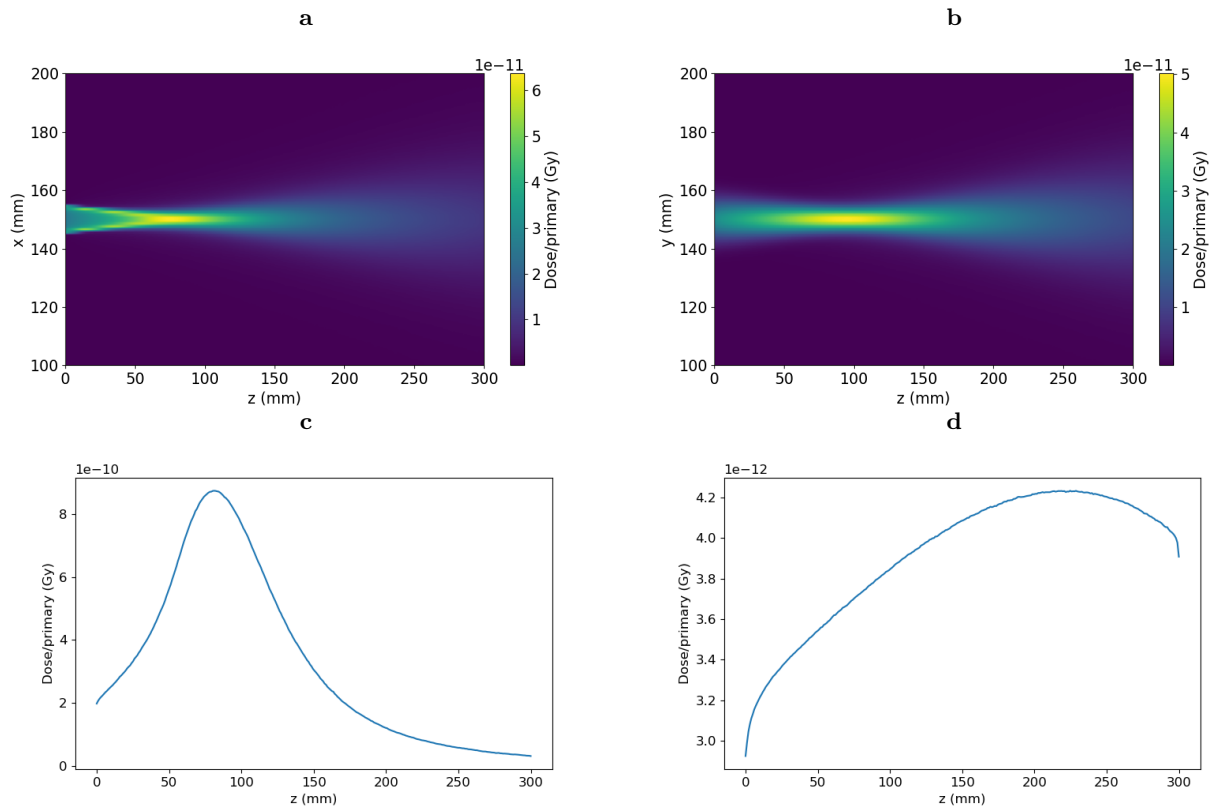 a
b
1e−11
200
180
160
140
120
100
x (mm)
0 50 100 150 200 250 300
z (mm)
6
5
4
3
2
1
Dose/primary (Gy)
1e−11
200
180
160
140
120
100
y (mm)
0 50 100 150 200 250 300
z (mm)
5
4
3
2
1
Dose/primary (Gy)
c
d
1e−10
8
6
4
2
0
Dose/primary (Gy)
0 50 100 150 200 250 300
z (mm)
1e−12
4.2
4.0
3.8
3.6
3.4
3.2
3.0
Dose/primary (Gy)
0 50 100 150 200 250 300
z (mm)